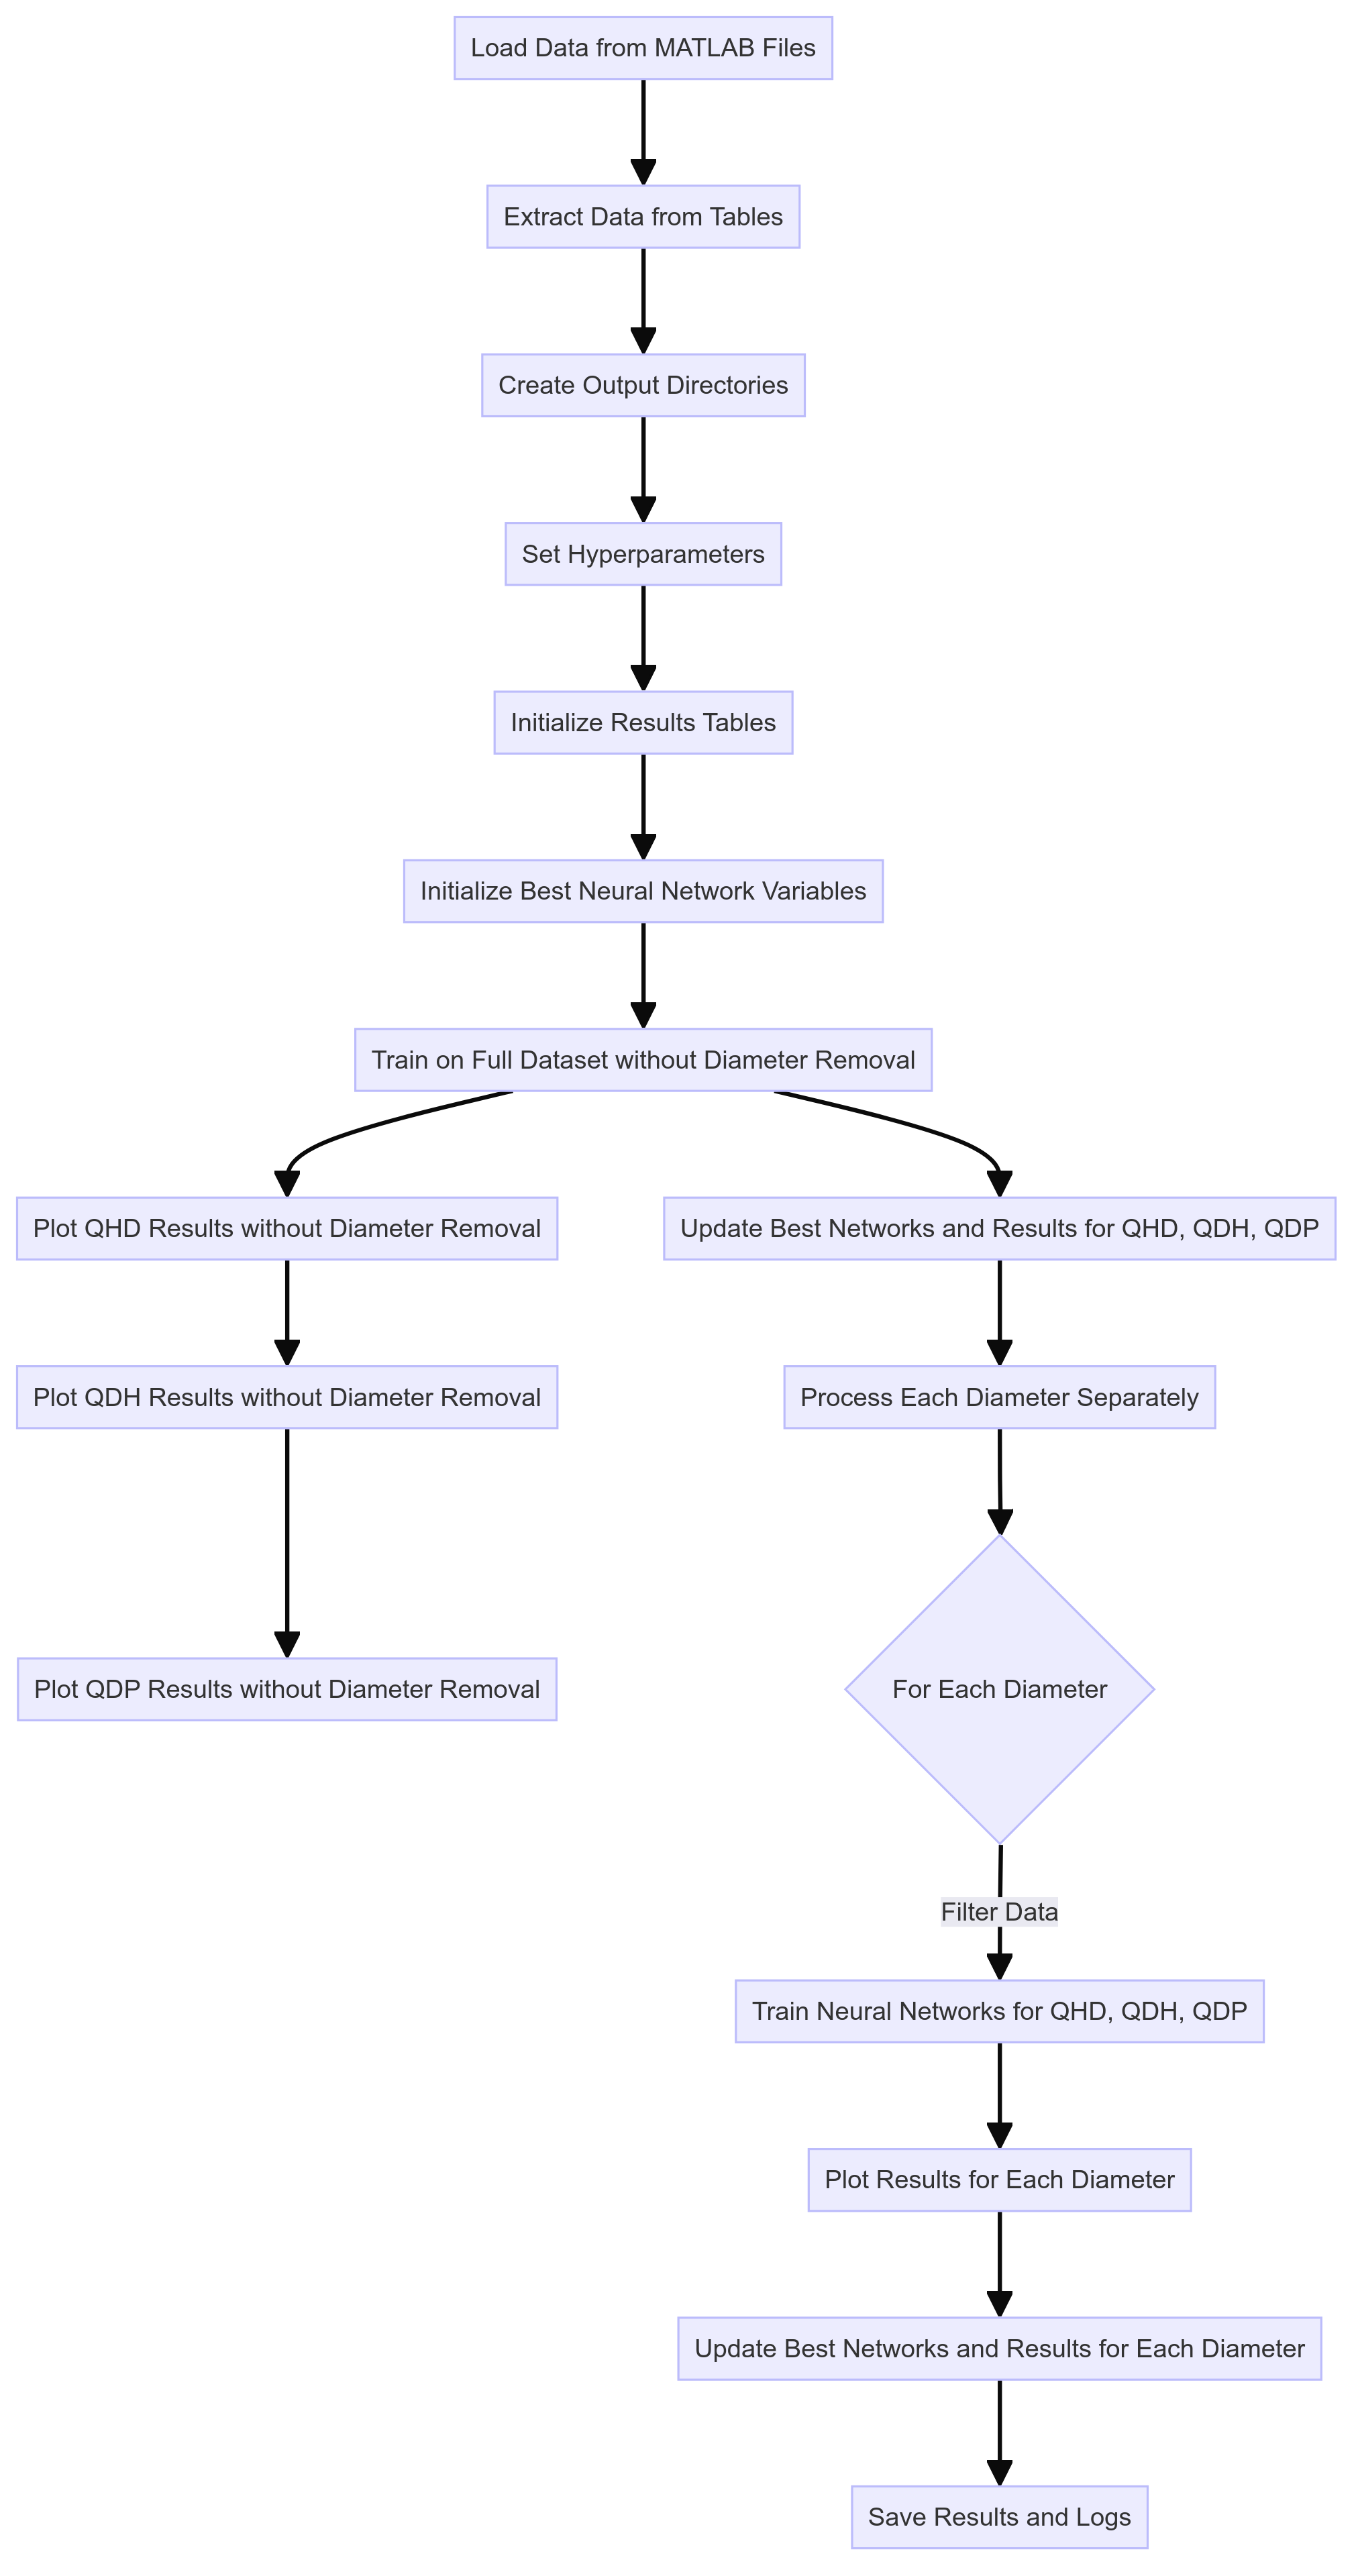 Load Data from MATLAB Files
Extract Data from Tables
Create Output Directories
Set Hyperparameters
Initialize Results Tables
Initialize Best Neural Network Variables
Train on Full Dataset without Diameter Removal
Plot QHD Results without Diameter Removal
Update Best Networks and Results for QHD, QDH, QDP
Plot QDH Results without Diameter Removal
Process Each Diameter Separately
Plot QDP Results without Diameter Removal
For Each Diameter
Filter Data
Train Neural Networks for QHD, QDH, QDP
Plot Results for Each Diameter
Update Best Networks and Results for Each Diameter
Save Results and Logs